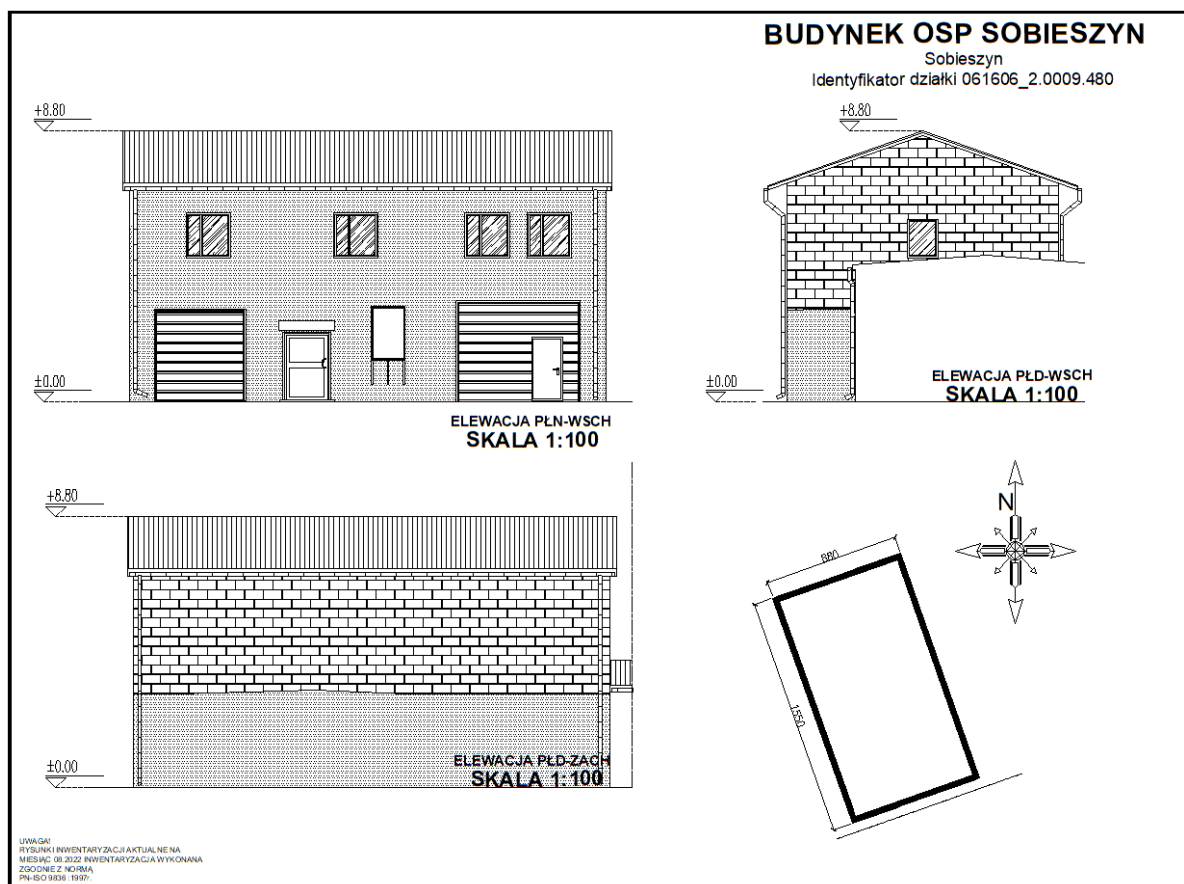 BUDYNEK OSP SOBIESZYN
Sobieszyn
Identyfikator działki 061606_2.0009.480
+8.80
+8.80
±0.00
±0.00
ELEWACJA PŁN-WSCH
SKALA 1:100
ELEWACJA PŁD-WSCH
SKALA 1:100
+8.80
N
880
1550
±0.00
ELEWACJA PŁD-ZACH
SKALA 1:100
UWAGA!
RYSUNKI INWENTARYZACJI AKTUALNE NA
MIESIĄC 08.2022 INWENTARYZACJA WYKONANA
ZGODNIE Z NORMĄ
PN-ISO 9836 :1997r.